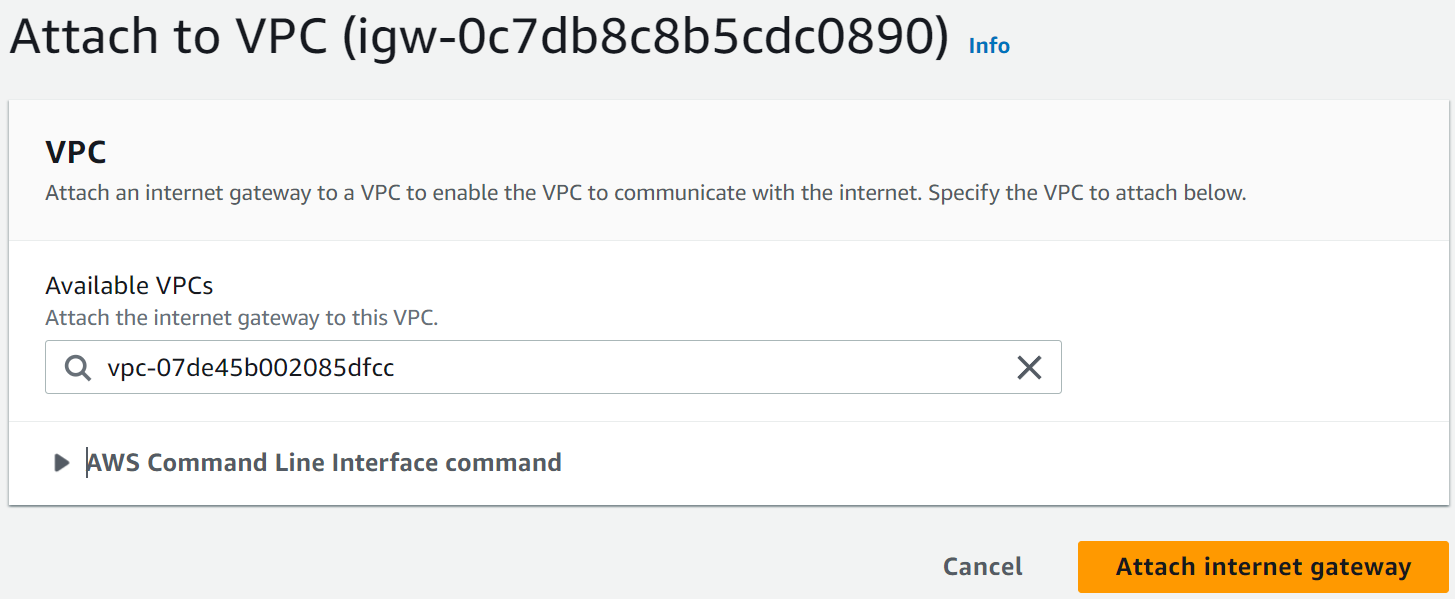 Attach to VPC (igw-0c7db8c8b5cdc0890) Info
VPC
Attach an internet gateway to a VPC to enable the VPC to communicate with the internet. Specify the VPC to attach below.
Available VPCs
Attach the internet gateway to this VPC.
vpc-07de45b002085dfcc
AWS Command Line Interface command
Cancel Attach internet gateway